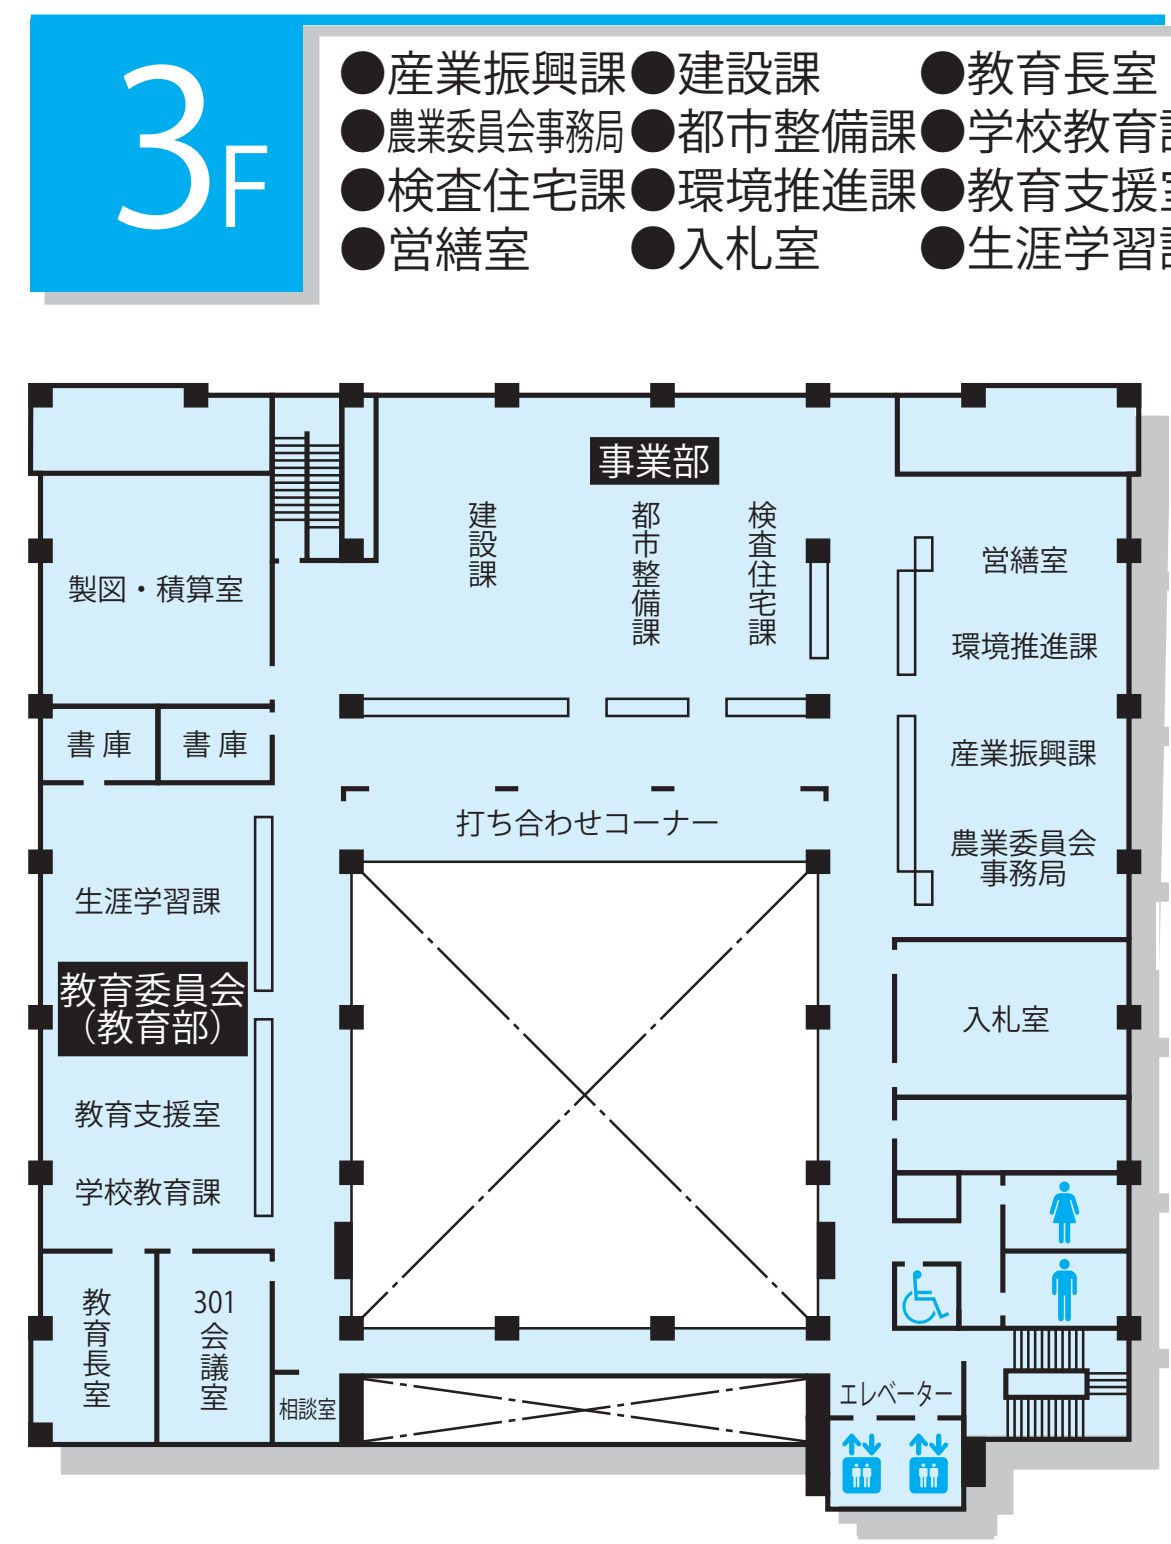 3F
●産業振興課●建設課 ●教育長室
●農業委員会事務局●都市整備課●学校教育課
●検査住宅課●環境推進課●教育支援室
●営繕室 ●入札室 ●生涯学習課
事業部
建設課
都市整備課
検査住宅課
営繕室
製図・積算室
環境推進課
書庫
書庫
産業振興課
打ち合わせコーナー
農業委員会
事務局
生涯学習課
教育委員会
（教育部）
入札室
教育支援室
学校教育課
教育長室
301
会議室
相談室
エレベーター